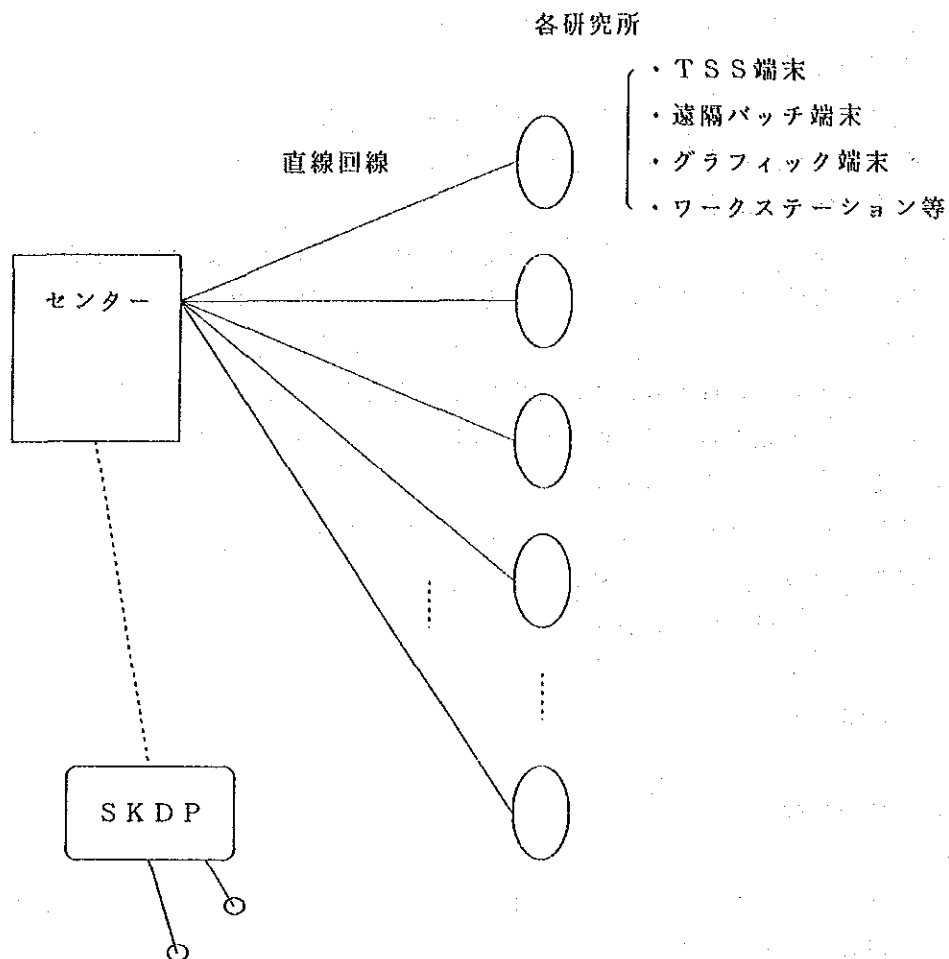 各研究所
・TSS端末
・遠隔バッチ端末
直線回線
・グラフィック端末
・ワークステーション等
センター
SKDP